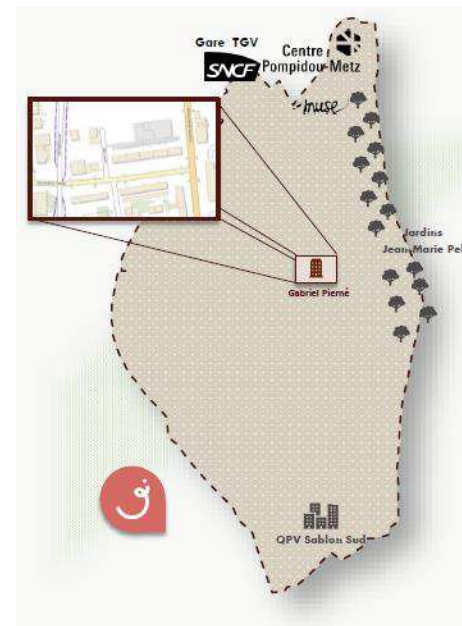 Gare TGV
SNCF
Centre
Pompidou-Metz
muse
Jardins
Jean-Marie Pel
Gabriel Pierné
QPV Sablon Sud